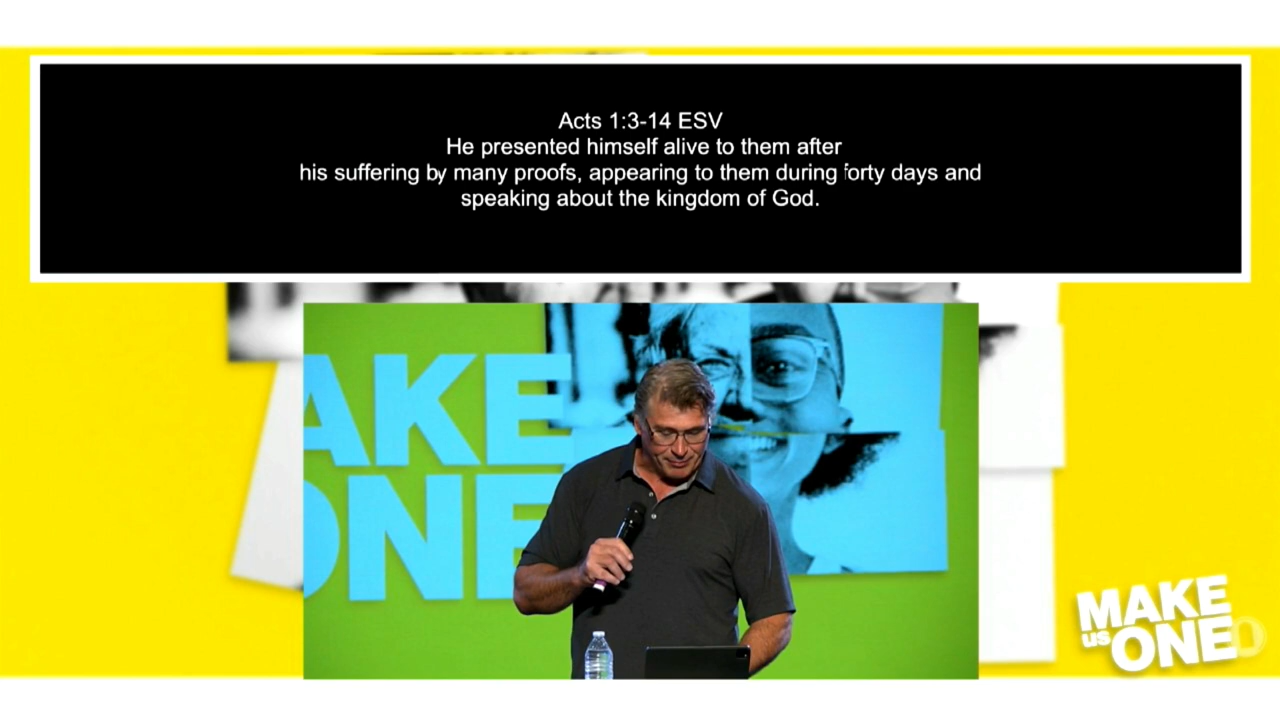 Acts 1:3-14 ESV
He presented himself alive to them after
his suffering by many proofs, appearing to them during forty days and
speaking about the kingdom of God.
AKE
ONE
MAKE
us ONE